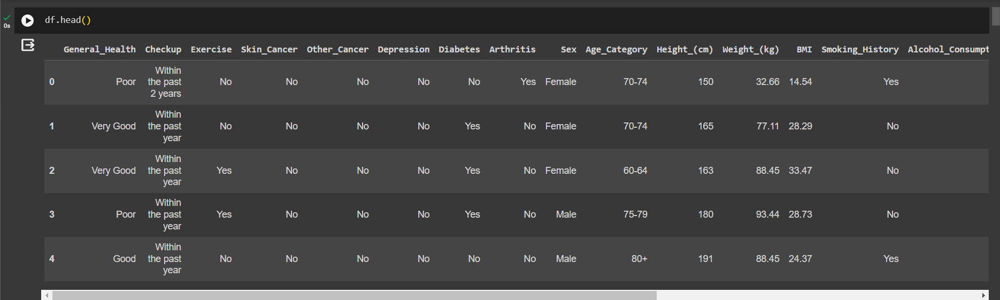 df.head()
0s
General_Health Checkup Exercise Skin_Cancer Other_Cancer Depression Diabetes Arthritis Sex Age_Category Height_(cm) Weight_(kg) BMI Smoking_History Alcohol_Consumpt
0 Poor Within the past 2 years No No No No No Yes Female 70-74 150 32.66 14.54 Yes
1 Very Good Within the past year No No No No Yes No Female 70-74 165 77.11 28.29 No
2 Very Good Within the past year Yes No No No Yes No Female 60-64 163 88.45 33.47 No
3 Poor Within the past year Yes No No No Yes No Male 75-79 180 93.44 28.73 No
4 Good Within the past year No No No No No No Male 80+ 191 88.45 24.37 Yes